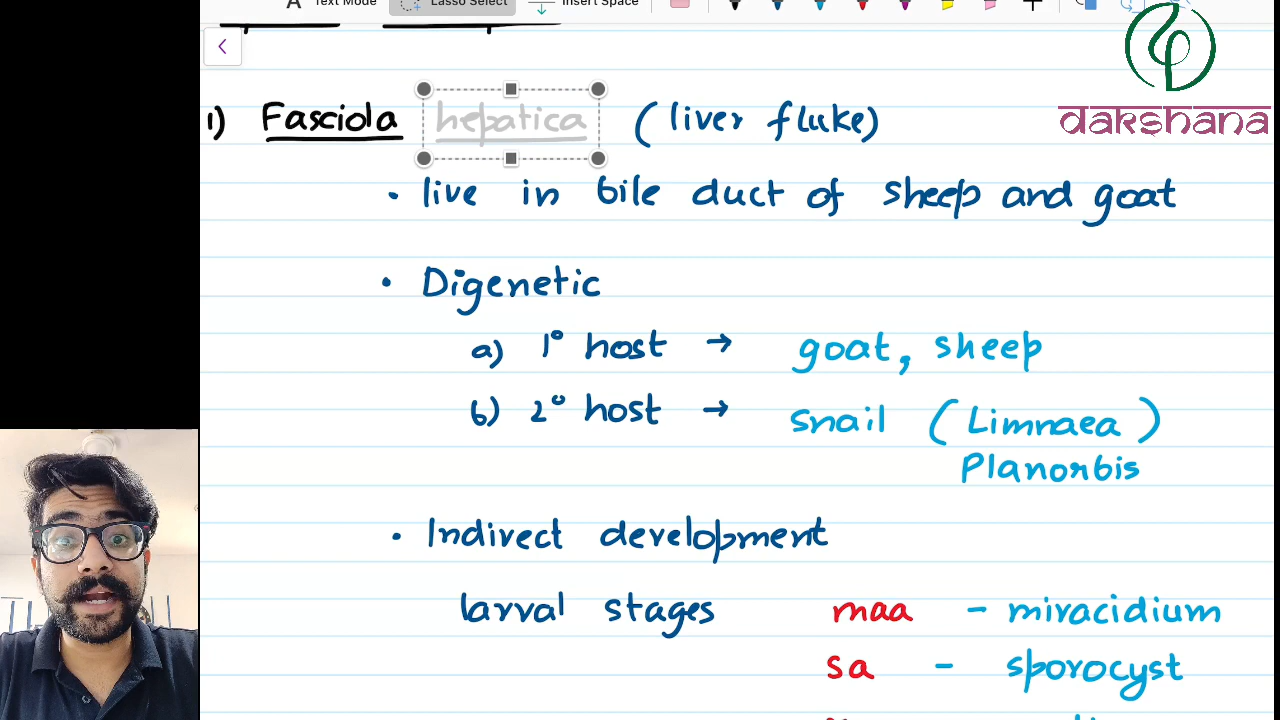 Text Mode Lasso Select Insert Space
dakshana
1) Fasciola hepatica (liver fluke)
• live in bile duct of sheep and goat
• Digenetic
a) 1° host → goat, sheep
b) 2° host → snail (Limnaea)
Planorbis
• Indirect development
larval stages maa - miracidium
sa - sporocyst